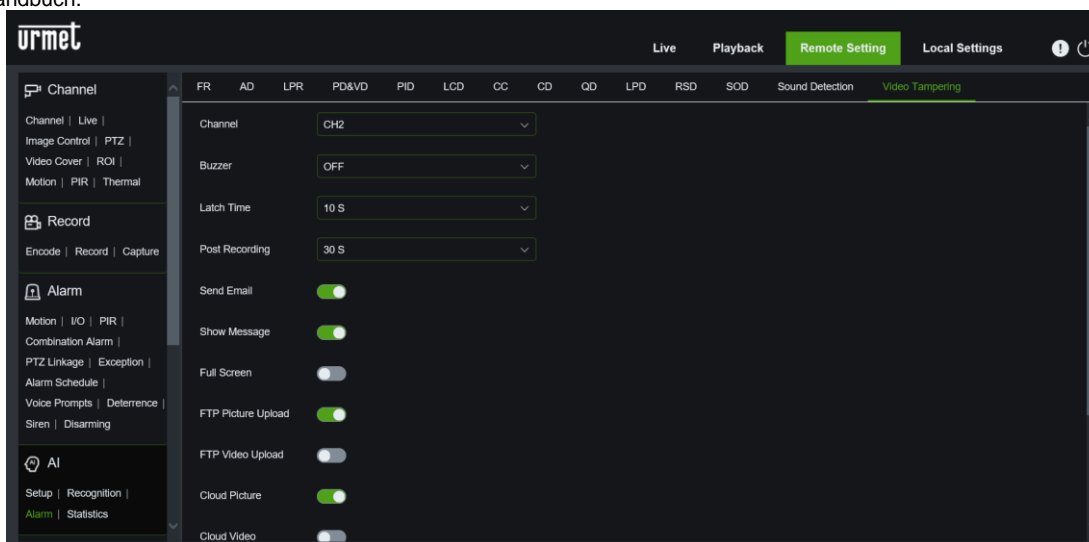 urmet
Live Playback Remote Setting Local Settings
Channel
Channel | Live |
Image Control | PTZ |
Video Cover | ROI |
Motion | PIR | Thermal
Record
Encode | Record | Capture
Alarm
Motion | I/O | PIR |
Combination Alarm |
PTZ Linkage | Exception |
Alarm Schedule |
Voice Prompts | Deterrence |
Siren | Disarming
AI
Setup | Recognition |
Alarm | Statistics
FR AD LPR PD&VD PID LCD CC CD QD LPD RSD SOD Sound Detection Video Tampering
Channel CH2
Buzzer OFF
Latch Time 10 S
Post Recording 30 S
Send Email
Show Message
Full Screen
FTP Picture Upload
FTP Video Upload
Cloud Picture
Cloud Video